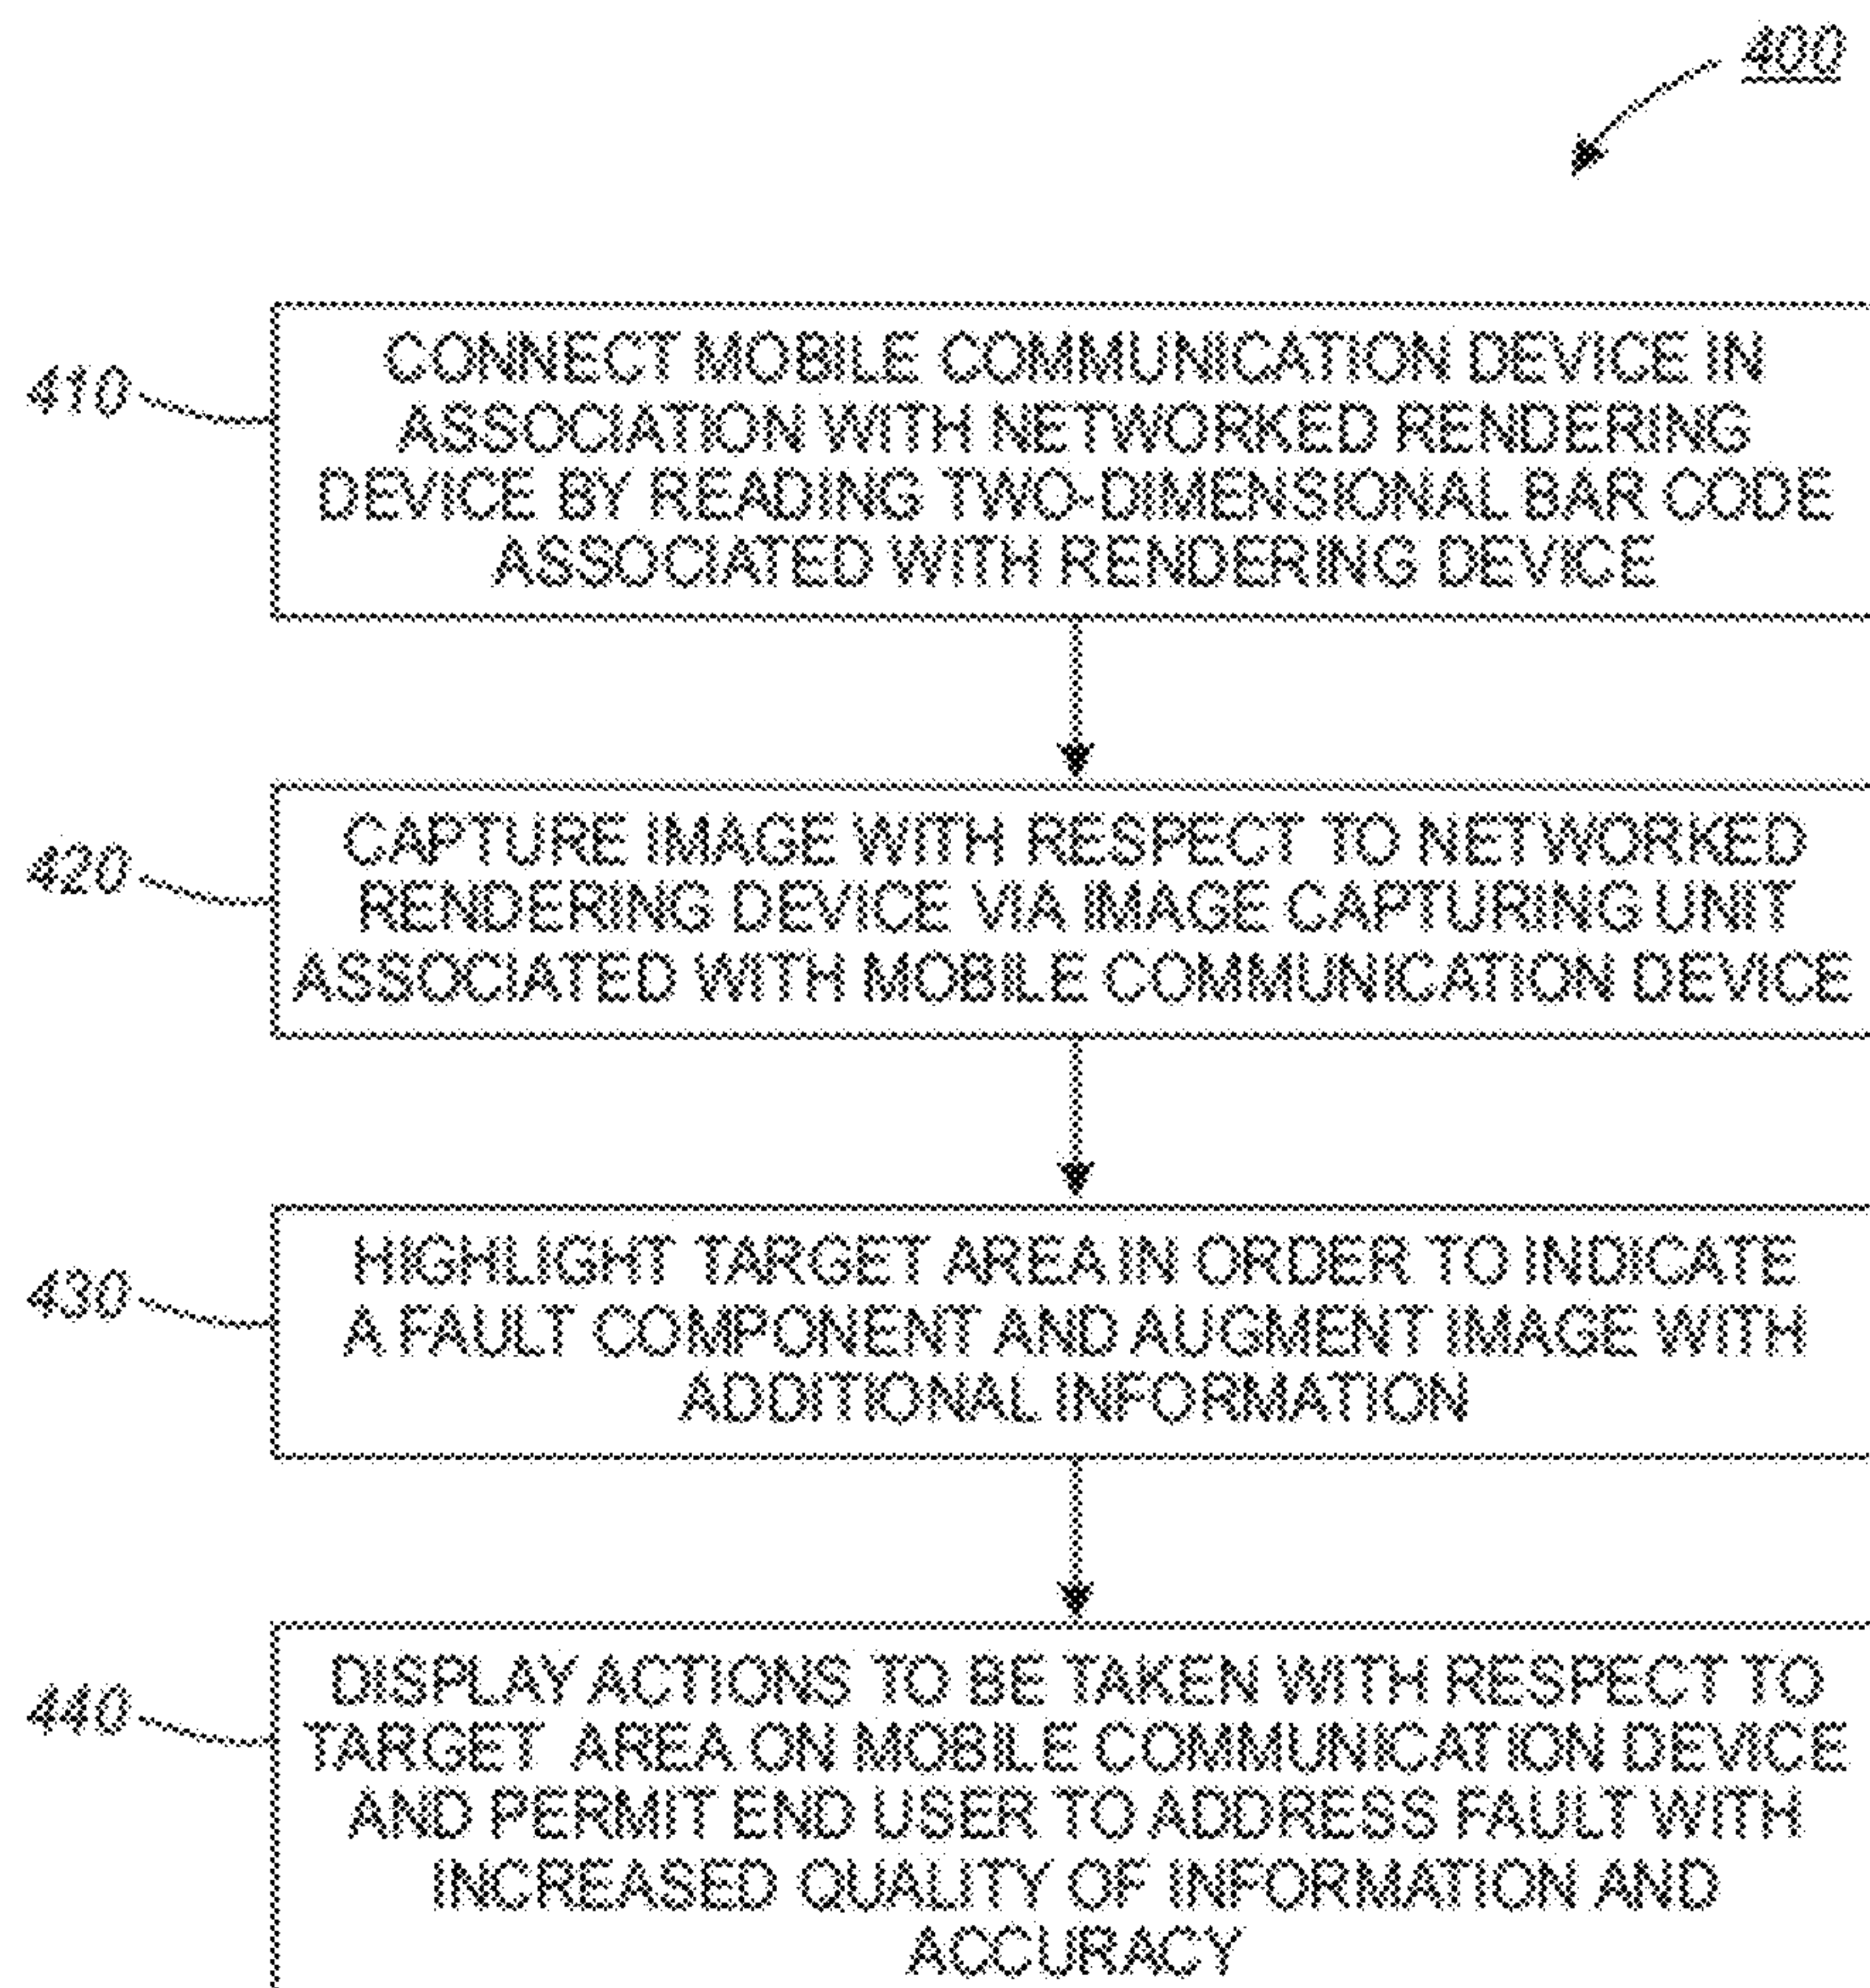 400
410
CONNECT MOBILE COMMUNICATION DEVICE IN
ASSOCIATION WITH NETWORKED RENDERING
DEVICE BY READING TWO-DIMENSIONAL BAR CODE
ASSOCIATED WITH RENDERING DEVICE
420
CAPTURE IMAGE WITH RESPECT TO NETWORKED
RENDERING DEVICE VIA IMAGE CAPTURING UNIT
ASSOCIATED WITH MOBILE COMMUNICATION DEVICE
430
HIGHLIGHT TARGET AREA IN ORDER TO INDICATE
A FAULT COMPONENT AND AUGMENT IMAGE WITH
ADDITIONAL INFORMATION
440
DISPLAY ACTIONS TO BE TAKEN WITH RESPECT TO
TARGET AREA ON MOBILE COMMUNICATION DEVICE
AND PERMIT END USER TO ADDRESS FAULT WITH
INCREASED QUALITY OF INFORMATION AND
ACCURACY